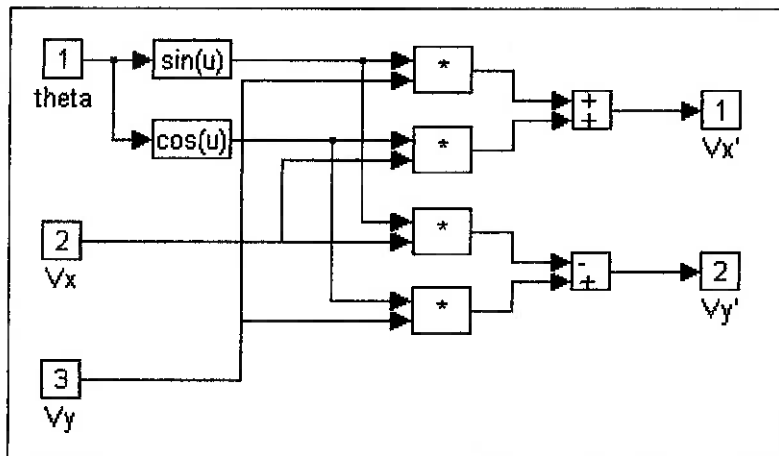 1
theta
sin(u)
cos(u)
*
*
+
+
1
Vx'
2
Vx
*
*
-
+
2
Vy'
3
Vy